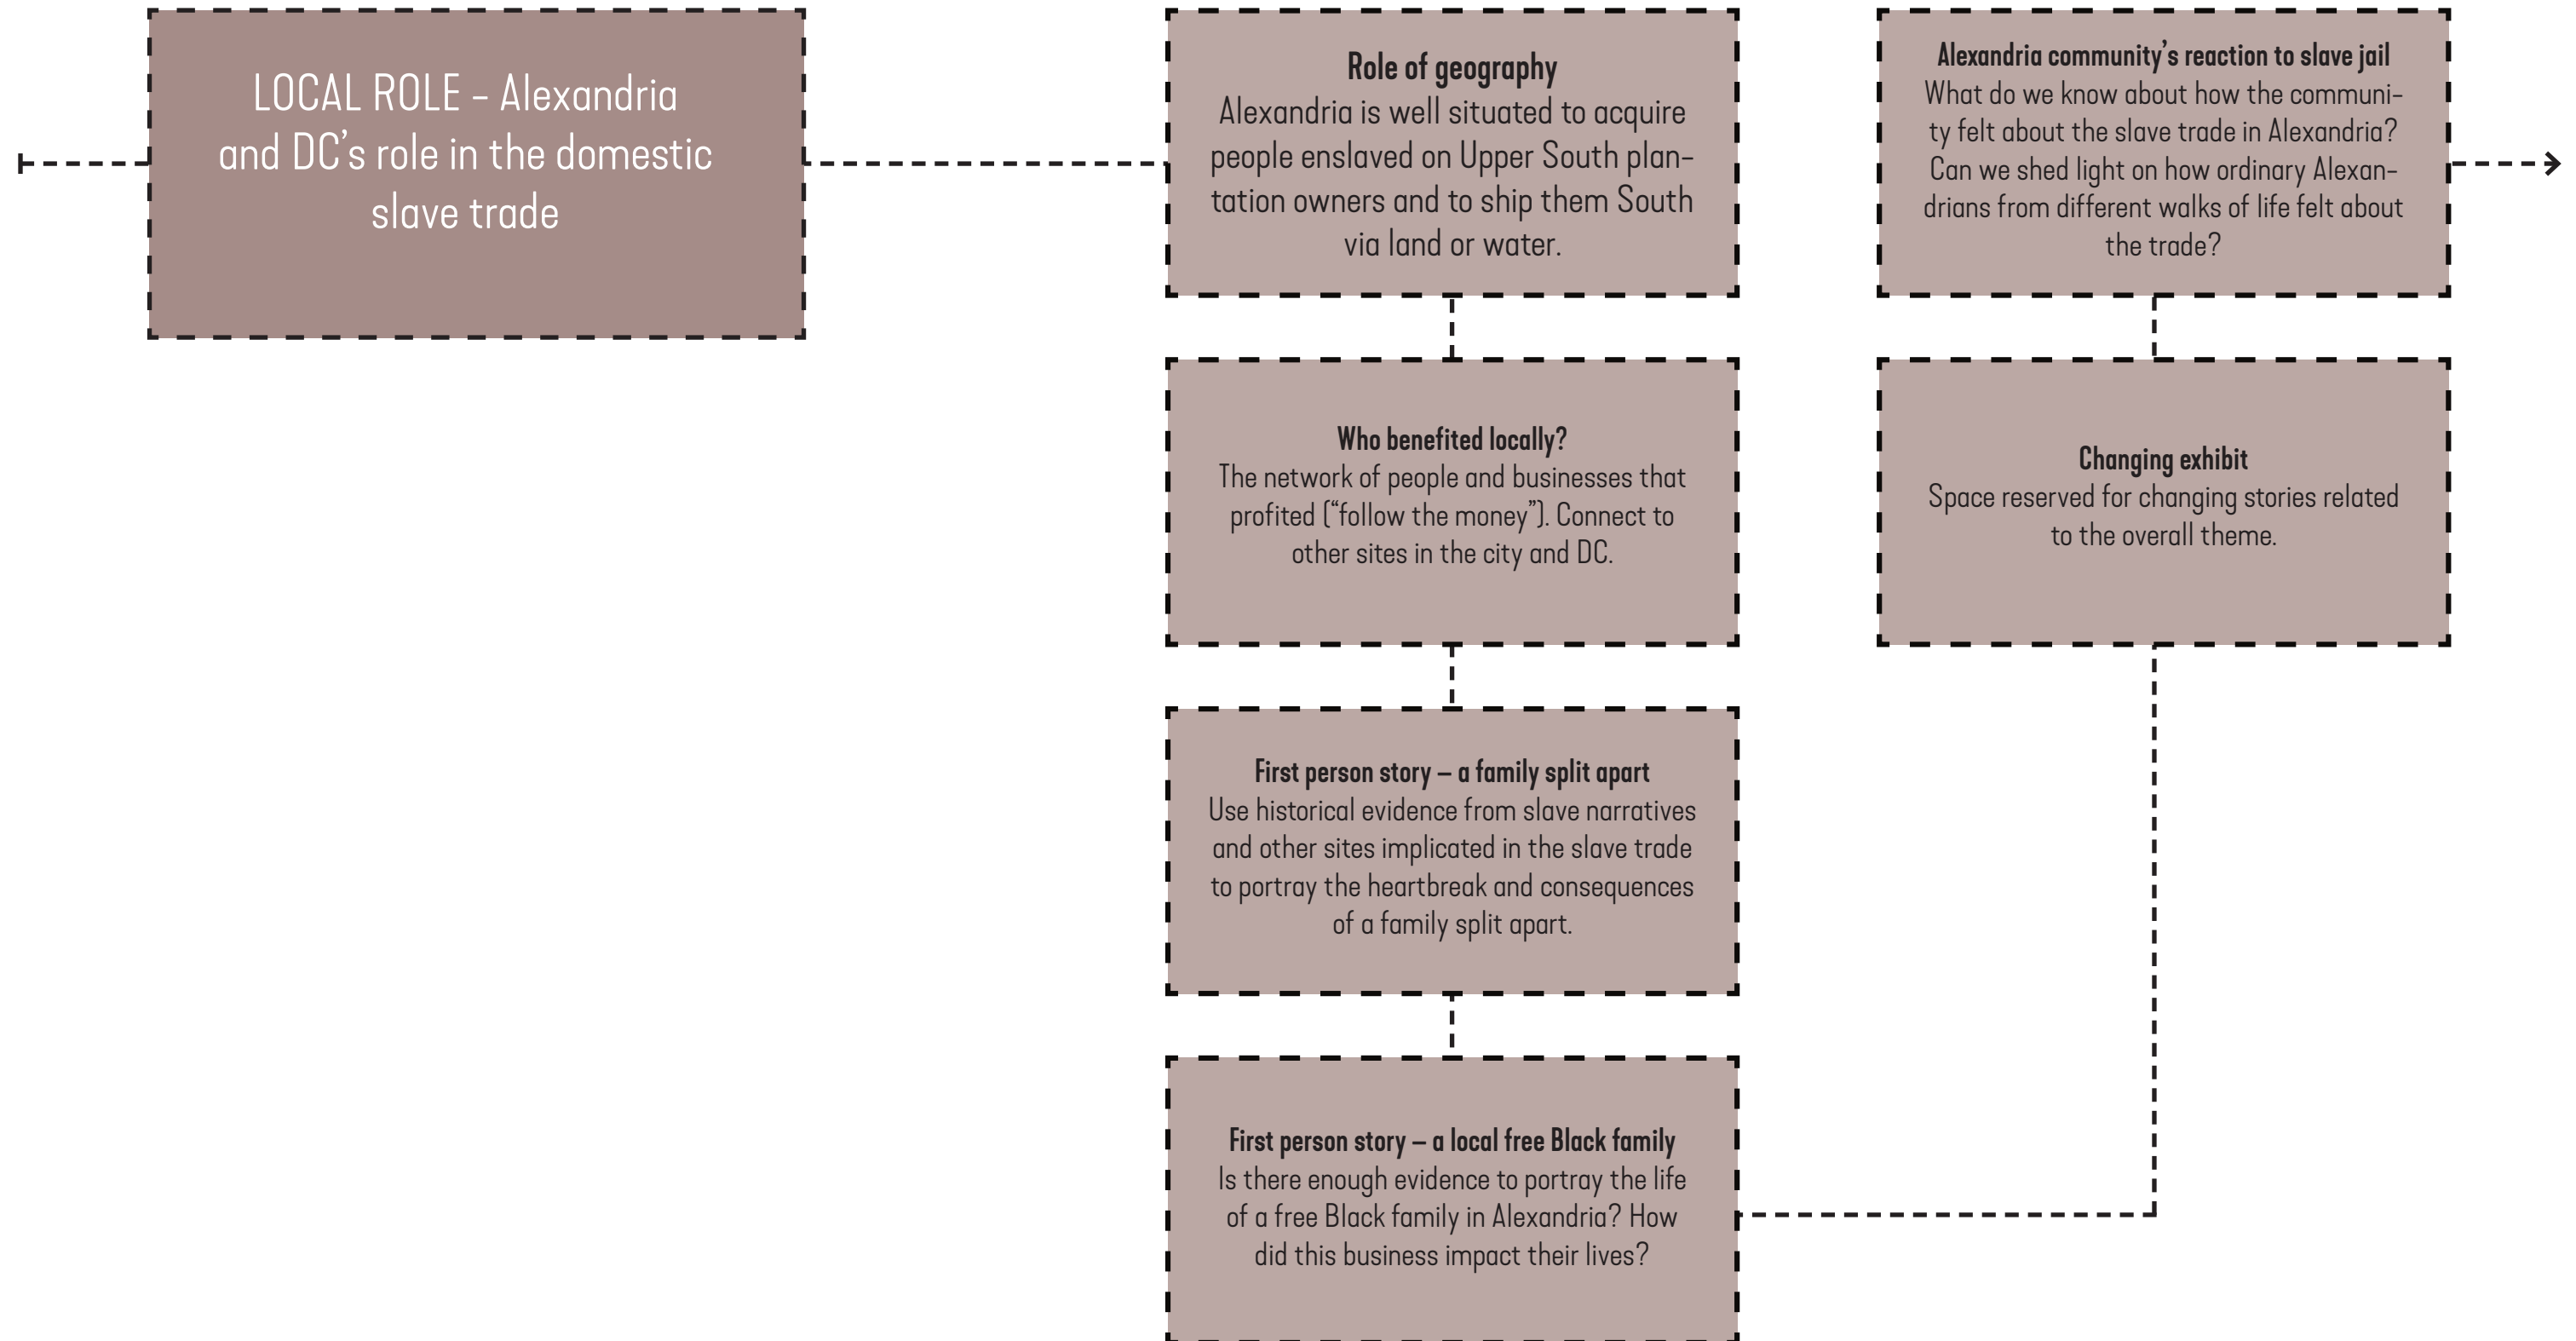 LOCAL ROLE – Alexandria
and DC’s role in the domestic
slave trade
Role of geography
Alexandria is well situated to acquire
people enslaved on Upper South plan-
tation owners and to ship them South
via land or water.
Who benefited locally?
The network of people and businesses that
profited (“follow the money”). Connect to
other sites in the city and DC.
First person story – a family split apart
Use historical evidence from slave narratives
and other sites implicated in the slave trade
to portray the heartbreak and consequences
of a family split apart.
First person story – a local free Black family
Is there enough evidence to portray the life
of a free Black family in Alexandria? How
did this business impact their lives?
Alexandria community’s reaction to slave jail
What do we know about how the communi-
ty felt about the slave trade in Alexandria?
Can we shed light on how ordinary Alexan-
drians from different walks of life felt about
the trade?
Changing exhibit
Space reserved for changing stories related
to the overall theme.